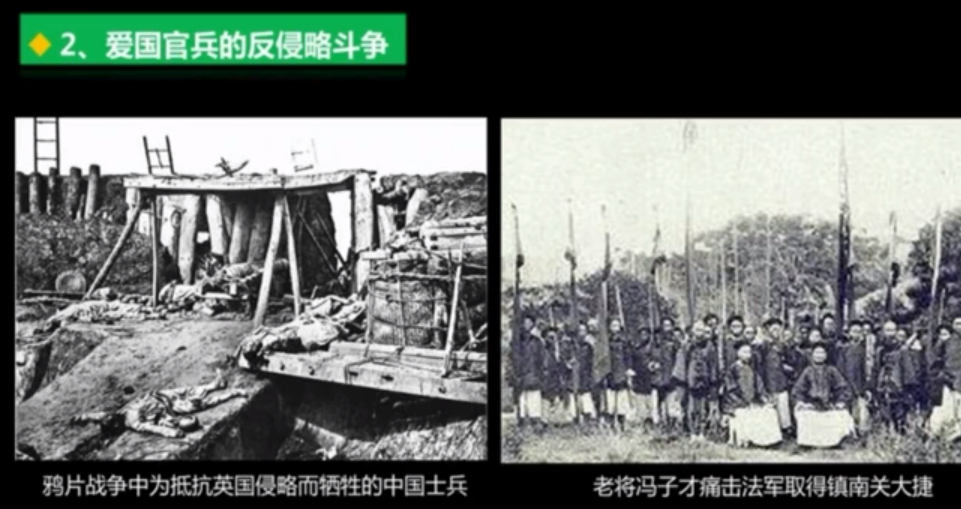 2、爱国官兵的反侵略斗争
鸦片战争中为抵抗英国侵略而牺牲的中国士兵
老将冯子才痛击法军取得镇南关大捷